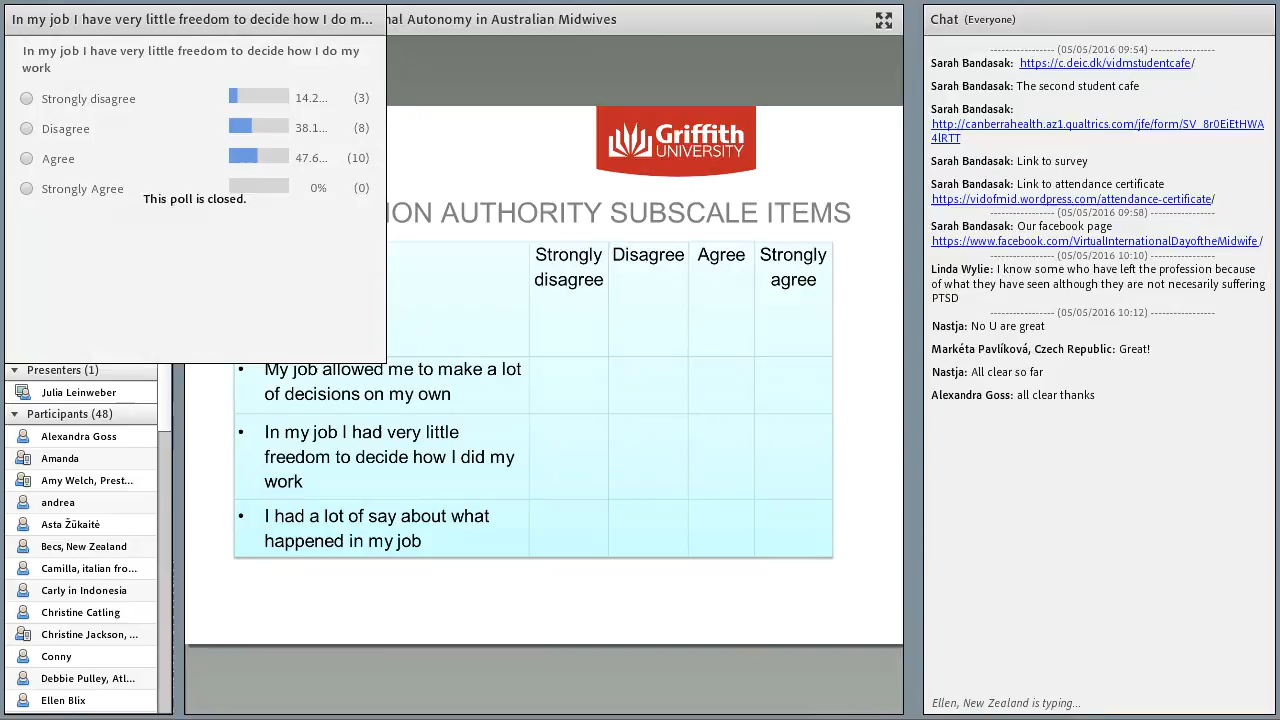 In my job I have very little freedom to decide how I do m...
nal Autonomy in Australian Midwives
In my job I have very little freedom to decide how I do my
work
Strongly disagree 14.2... (3)
Disagree 38.1... (8)
Agree 47.6... (10)
Strongly Agree 0% (0)
This poll is closed.
Griffith
UNIVERSITY
ION AUTHORITY SUBSCALE ITEMS
Strongly disagree
Disagree
Agree
Strongly agree
• My job allowed me to make a lot
of decisions on my own
• In my job I had very little
freedom to decide how I did my
work
• I had a lot of say about what
happened in my job
Presenters (1)
Julia Leinweber
Participants (48)
Alexandra Goss
Amanda
Amy Welch, Prest...
andrea
Asta Žūkaitė
Becs, New Zealand
Camilla, italian fro...
Carly in Indonesia
Christine Catling
Christine Jackson, ...
Conny
Debbie Pulley, Atl...
Ellen Blix
Chat (Everyone)
----------------- (05/05/2016 09:54) -----------------
Sarah Bandasak: https://c.deic.dk/vidmstudentcafe/
Sarah Bandasak: The second student cafe
Sarah Bandasak:
http://canberrahealth.az1.qualtrics.com/jfe/form/SV_8r0EiEtHWA
4lRTT
Sarah Bandasak: Link to survey
Sarah Bandasak: Link to attendance certificate
https://vidofmid.wordpress.com/attendance-certificate/
----------------- (05/05/2016 09:58) -----------------
Sarah Bandasak: Our facebook page
https://www.facebook.com/VirtualInternationalDayoftheMidwife/
----------------- (05/05/2016 10:10) -----------------
Linda Wylie: I know some who have left the profession because
of what they have seen although they are not necesarily suffering
PTSD
----------------- (05/05/2016 10:12) -----------------
Nastja: No U are great
Markéta Pavlíková, Czech Republic: Great!
Nastja: All clear so far
Alexandra Goss: all clear thanks
Ellen, New Zealand is typing...